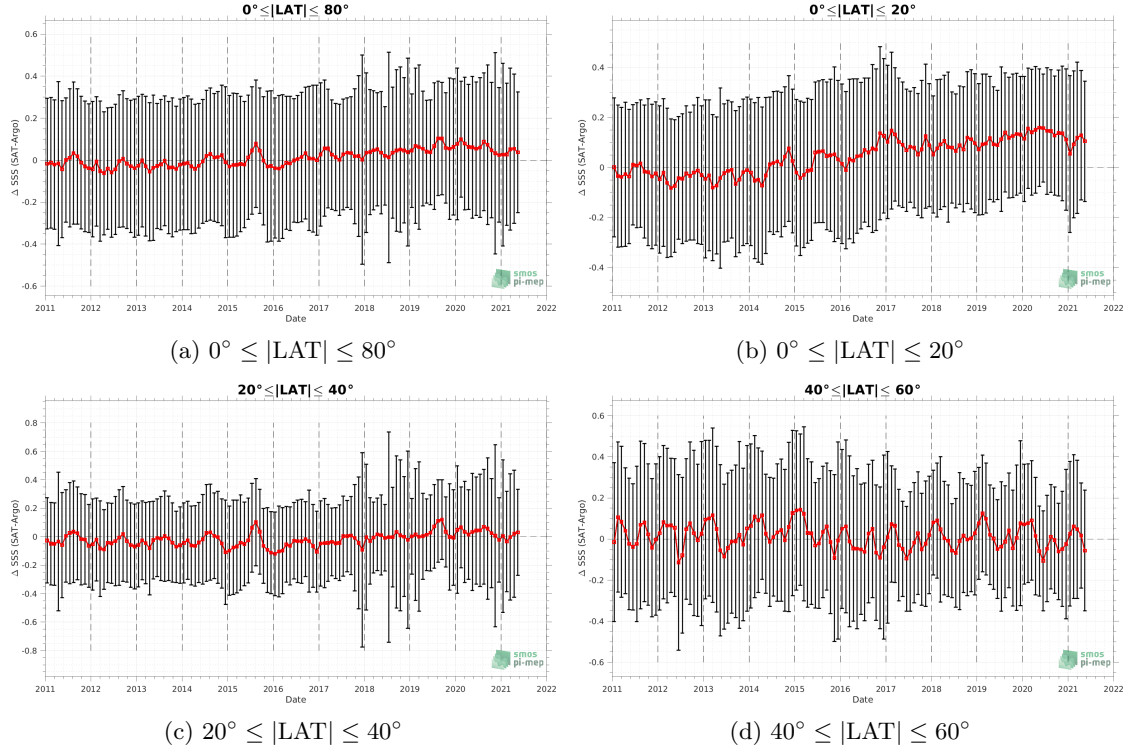 0°≤|LAT|≤ 80°
Δ SSS (SAT-Argo)
0.6
0.4
0.2
0
-0.2
-0.4
-0.6
2011 2012 2013 2014 2015 2016 2017 2018 2019 2020 2021 2022
Date
smos
pi-mep
(a) 0° ≤ |LAT| ≤ 80°
0°≤|LAT|≤ 20°
Δ SSS (SAT-Argo)
0.4
0.2
0
-0.2
-0.4
2011 2012 2013 2014 2015 2016 2017 2018 2019 2020 2021 2022
Date
smos
pi-mep
(b) 0° ≤ |LAT| ≤ 20°
20°≤|LAT|≤ 40°
Δ SSS (SAT-Argo)
0.8
0.6
0.4
0.2
0
-0.2
-0.4
-0.6
-0.8
2011 2012 2013 2014 2015 2016 2017 2018 2019 2020 2021 2022
Date
smos
pi-mep
(c) 20° ≤ |LAT| ≤ 40°
40°≤|LAT|≤ 60°
Δ SSS (SAT-Argo)
0.6
0.4
0.2
0
-0.2
-0.4
-0.6
2011 2012 2013 2014 2015 2016 2017 2018 2019 2020 2021 2022
Date
smos
pi-mep
(d) 40° ≤ |LAT| ≤ 60°